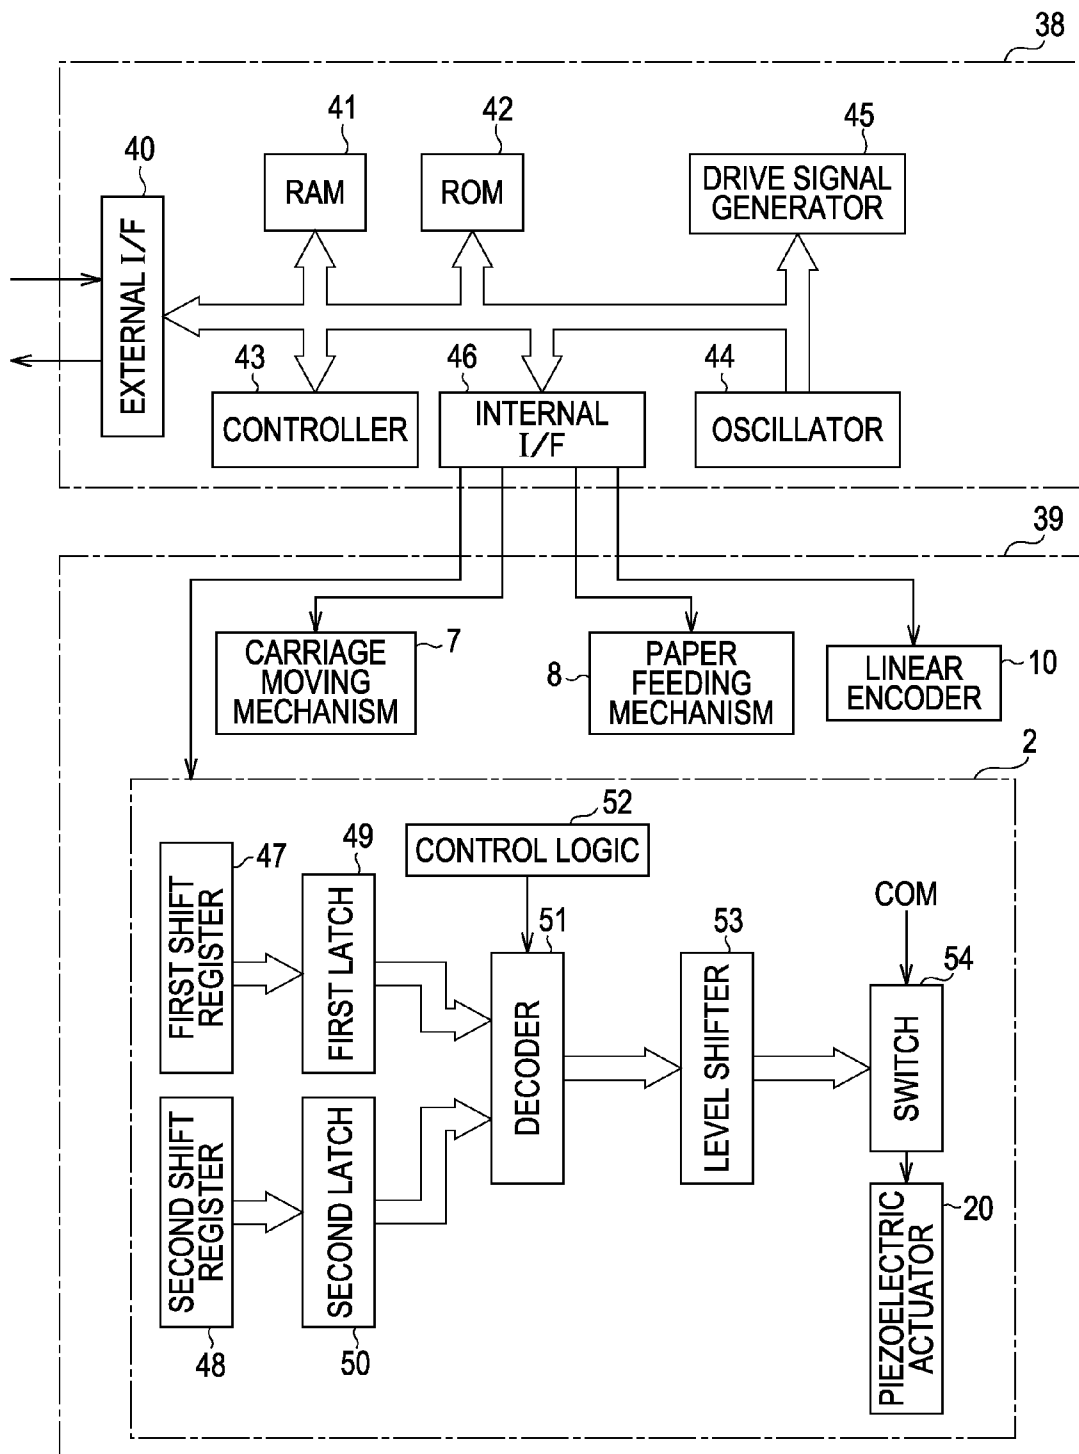 38
41
42
45
40
RAM
ROM
DRIVE SIGNAL
GENERATOR
EXTERNAL I/F
43
46
44
CONTROLLER
INTERNAL
I/F
OSCILLATOR
39
CARRIAGE
MOVING
MECHANISM
7
8
PAPER
FEEDING
MECHANISM
LINEAR
ENCODER
10
2
52
CONTROL LOGIC
47
49
FIRST SHIFT
REGISTER
FIRST LATCH
51
DECODER
53
LEVEL SHIFTER
COM
54
SWITCH
SECOND SHIFT
REGISTER
48
SECOND LATCH
50
20
PIEZOELECTRIC
ACTUATOR